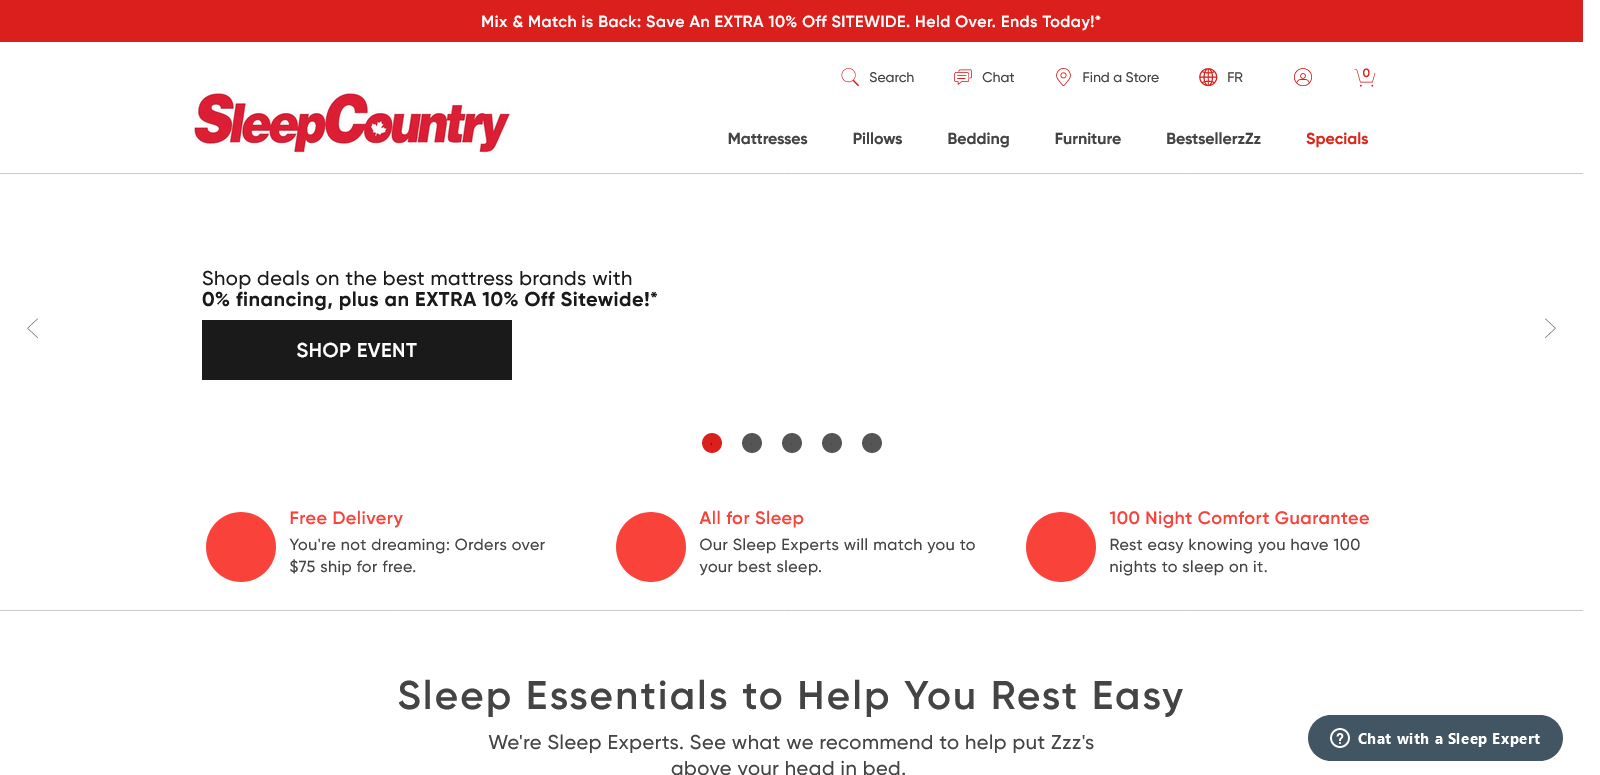 Mix & Match is Back: Save An EXTRA 10% Off SITEWIDE. Held Over. Ends Today!*
Search
Chat
Find a Store
FR
0
SleepCountry
Mattresses
Pillows
Bedding
Furniture
BestsellerzZz
Specials
Shop deals on the best mattress brands with
0% financing, plus an EXTRA 10% Off Sitewide!*
SHOP EVENT
Free Delivery
You're not dreaming: Orders over
$75 ship for free.
All for Sleep
Our Sleep Experts will match you to
your best sleep.
100 Night Comfort Guarantee
Rest easy knowing you have 100
nights to sleep on it.
Sleep Essentials to Help You Rest Easy
We're Sleep Experts. See what we recommend to help put Zzz's
above your head in bed.
Chat with a Sleep Expert